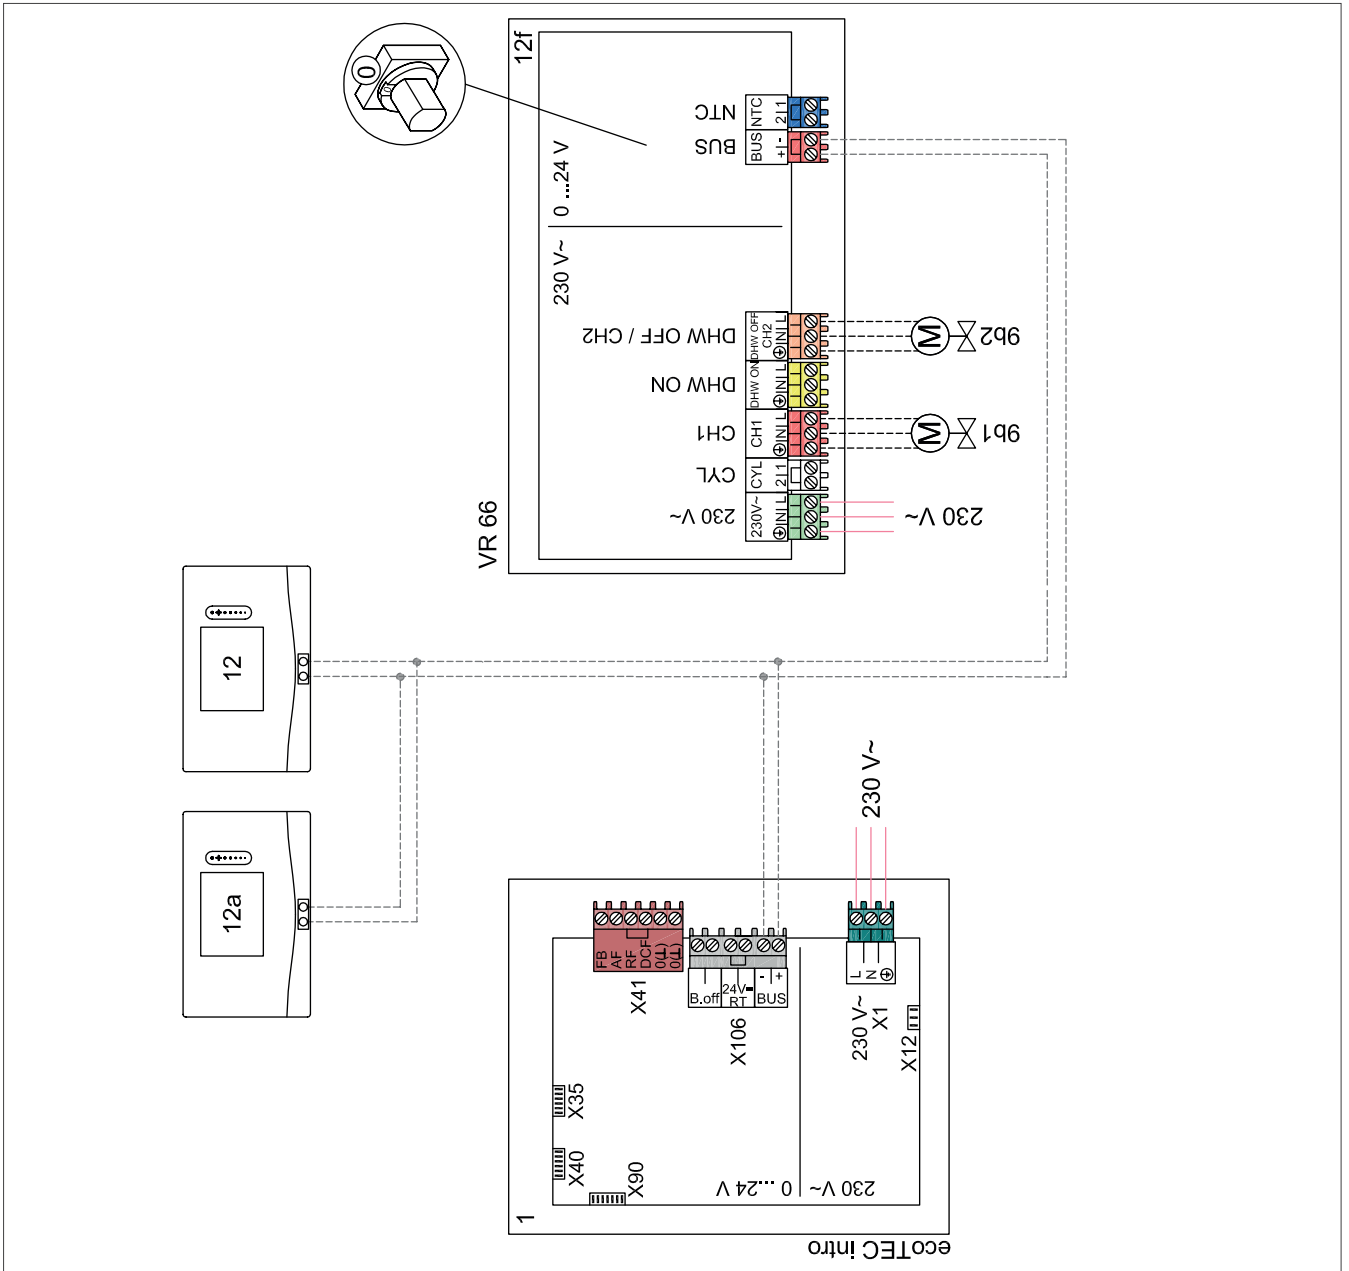 12f
0
NTC
NTC
2|1
BUS
BUS
+|-
0 ...24 V
230 V~
DHW OFF / CH2
DHW OFF
CH2
⏚|N|L
DHW ON
DHW ON
⏚|N|L
CH1
CH1
⏚|N|L
CYL
CYL
2|1
230 V~
230V~
⏚|N|L
230 V~
M
9b2
M
9b1
VR 66
12
12a
230 V~
FB
AF
RF
DCF
0(⊥)
0(⊥)
X41
B.off
24V=
RT
BUS
- +
X106
L
N
⏚
230 V~
X1
X12
X35
X40
X90
230 V~
0 ...24 V
1
ecoTEC intro